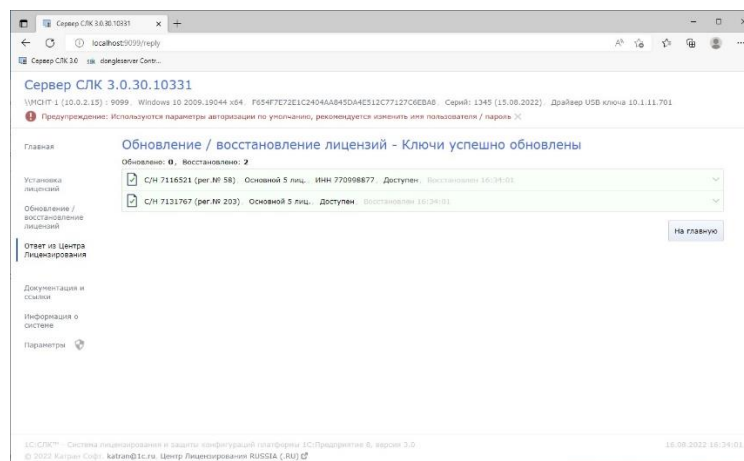 Сервер СЛК 3.0.30.10331
localhost:9099/reply
Сервер СЛК 3.0 dongleserver Contr...
Сервер СЛК 3.0.30.10331
\\МСНТ-1 (10.0.2.15) : 9099, Windows 10 2009.19044 x64, F654F7E72E1C2404AA845DA4E512C77127C6EBA8, Серий: 1345 (15.08.2022), Драйвер USB ключа 10.1.11.701
Предупреждение: Используются параметры авторизации по умолчанию, рекомендуется изменить имя пользователя / пароль
Главная
Установка
лицензий
Обновление /
восстановление
лицензий
Ответ из Центра
Лицензирования
Документация и
ссылки
Информация о
системе
Параметры
Обновление / восстановление лицензий - Ключи успешно обновлены
Обновлено: 0, Восстановлено: 2
С/Н 7116521 (рег.№ 58), Основной 5 лиц., ИНН 770998877, Доступен, Восстановлен 16:34:01
С/Н 7131767 (рег.№ 203), Основной 5 лиц., Доступен, Восстановлен 16:34:01
На главную
1С:СЛК™ - Система лицензирования и защиты конфигураций платформы 1С:Предприятие 8, версия 3.0
© 2022 Катран Софт, katran@1c.ru, Центр Лицензирования RUSSIA (.RU)
16.08.2022 16:34:01